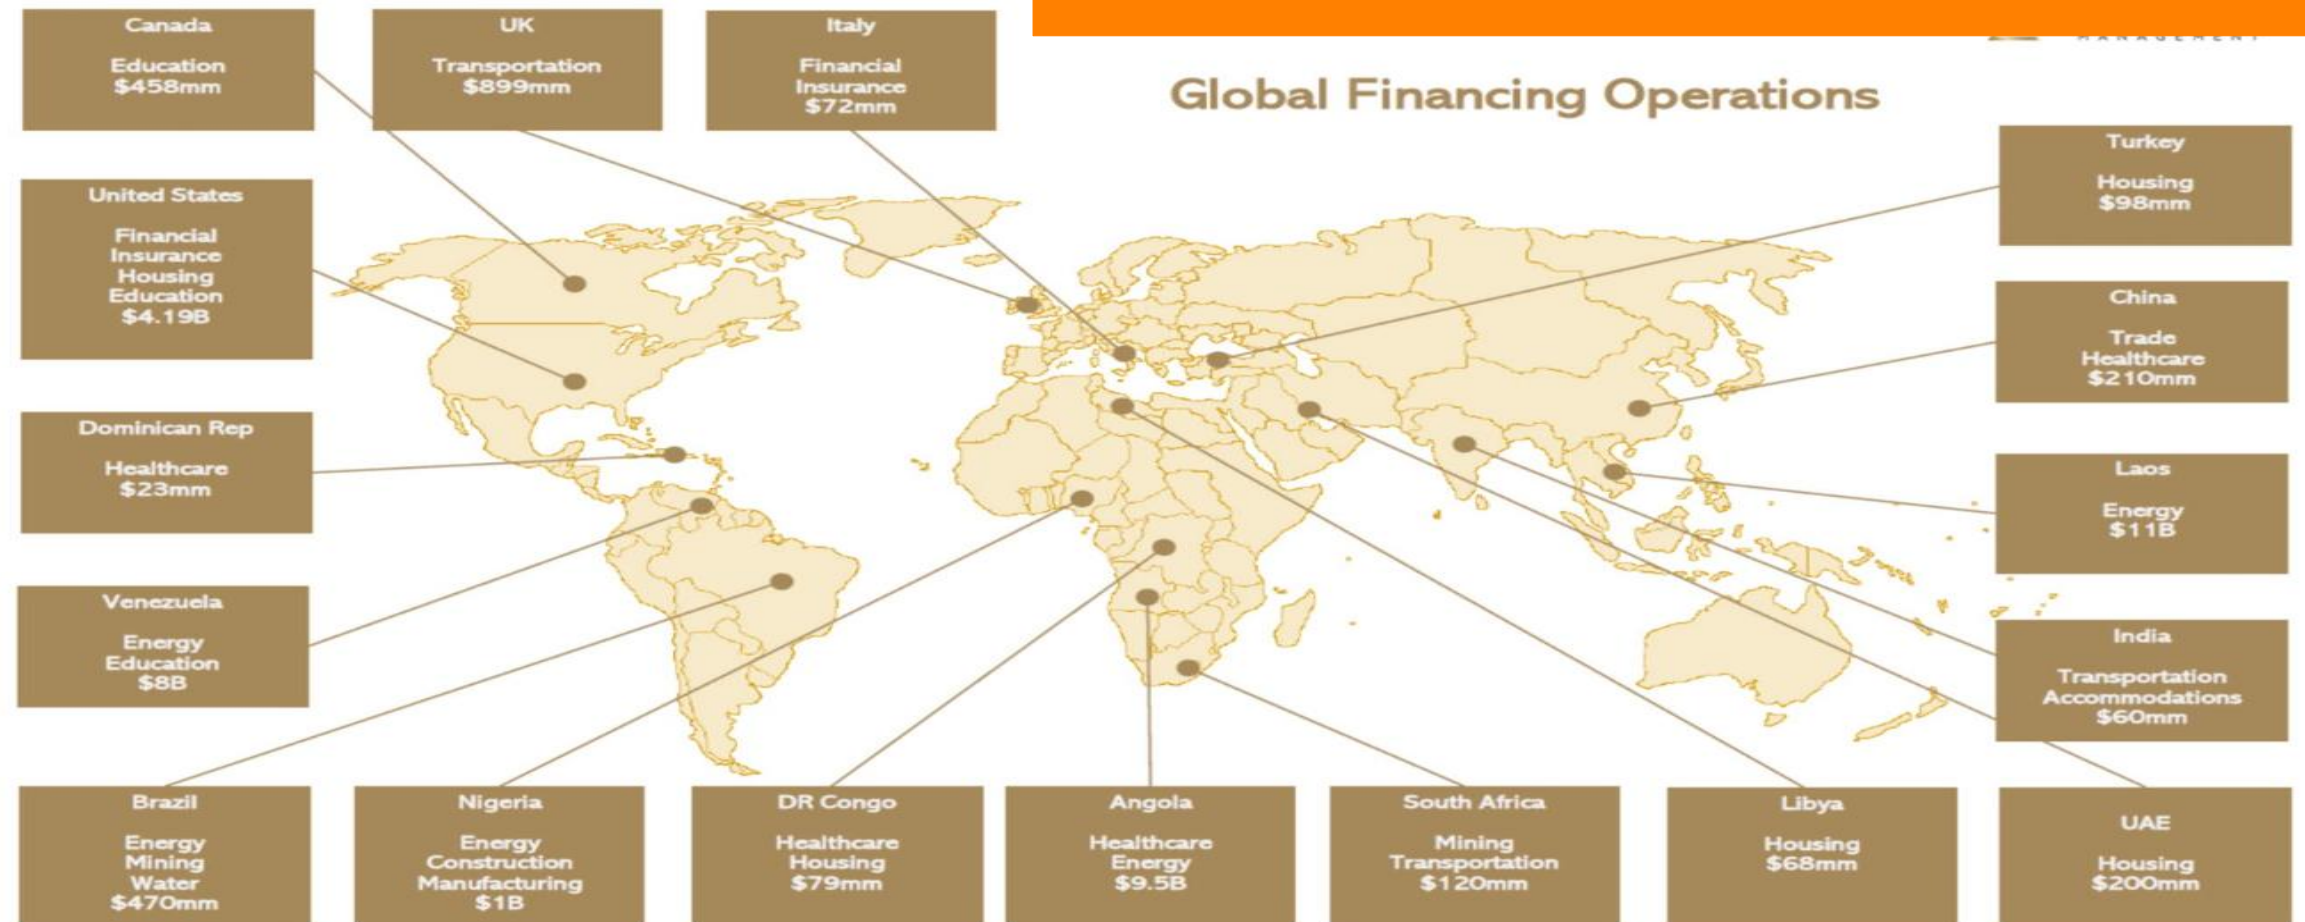 Canada
Education
$458mm
UK
Transportation
$899mm
Italy
Financial
Insurance
$72mm
Global Financing Operations
Turkey
Housing
$98mm
United States
Financial
Insurance
Housing
Education
$4.19B
China
Trade
Healthcare
$210mm
Dominican Rep
Healthcare
$23mm
Laos
Energy
$11B
Venezuela
Energy
Education
$8B
India
Transportation
Accommodations
$60mm
Brazil
Energy
Mining
Water
$470mm
Nigeria
Energy
Construction
Manufacturing
$1B
DR Congo
Healthcare
Housing
$79mm
Angola
Healthcare
Energy
$9.5B
South Africa
Mining
Transportation
$120mm
Libya
Housing
$68mm
UAE
Housing
$200mm